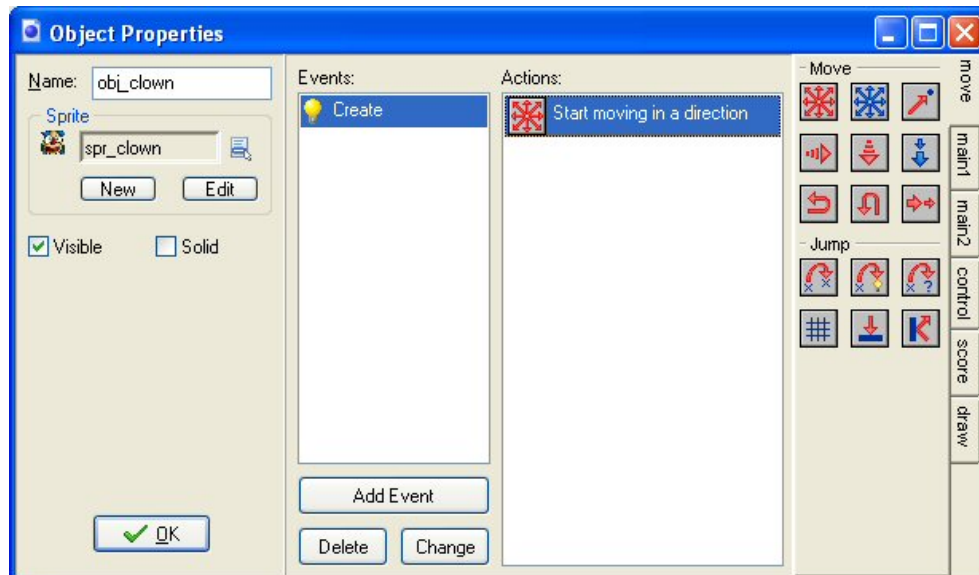 Object Properties
Name: obj_clown
Sprite
spr_clown
New Edit
Visible Solid
OK
Events:
Create
Add Event
Delete Change
Actions:
Start moving in a direction
Move
Jump
move
main1
main2
control
score
draw